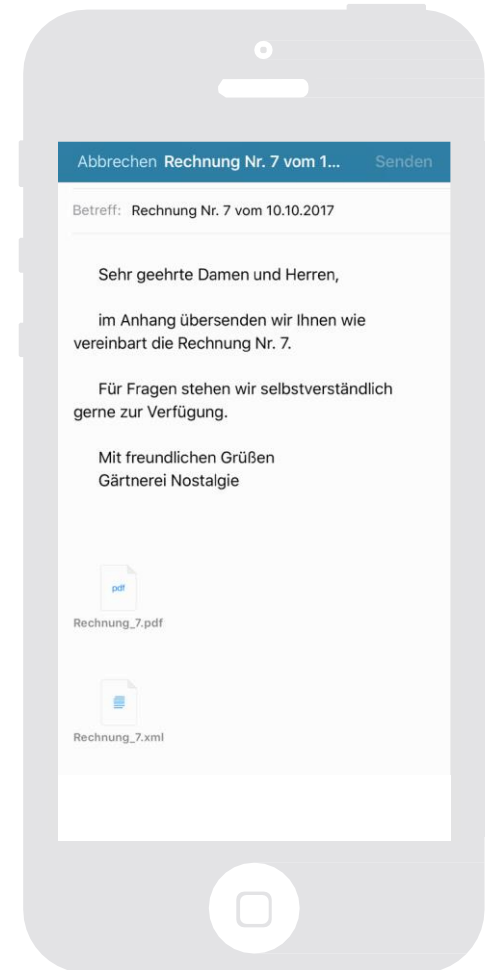 Abbrechen Rechnung Nr. 7 vom 1... Senden
Betreff: Rechnung Nr. 7 vom 10.10.2017
Sehr geehrte Damen und Herren,
im Anhang übersenden wir Ihnen wie
vereinbart die Rechnung Nr. 7.
Für Fragen stehen wir selbstverständlich
gerne zur Verfügung.
Mit freundlichen Grüßen
Gärtnerei Nostalgie
pdf
Rechnung_7.pdf
Rechnung_7.xml